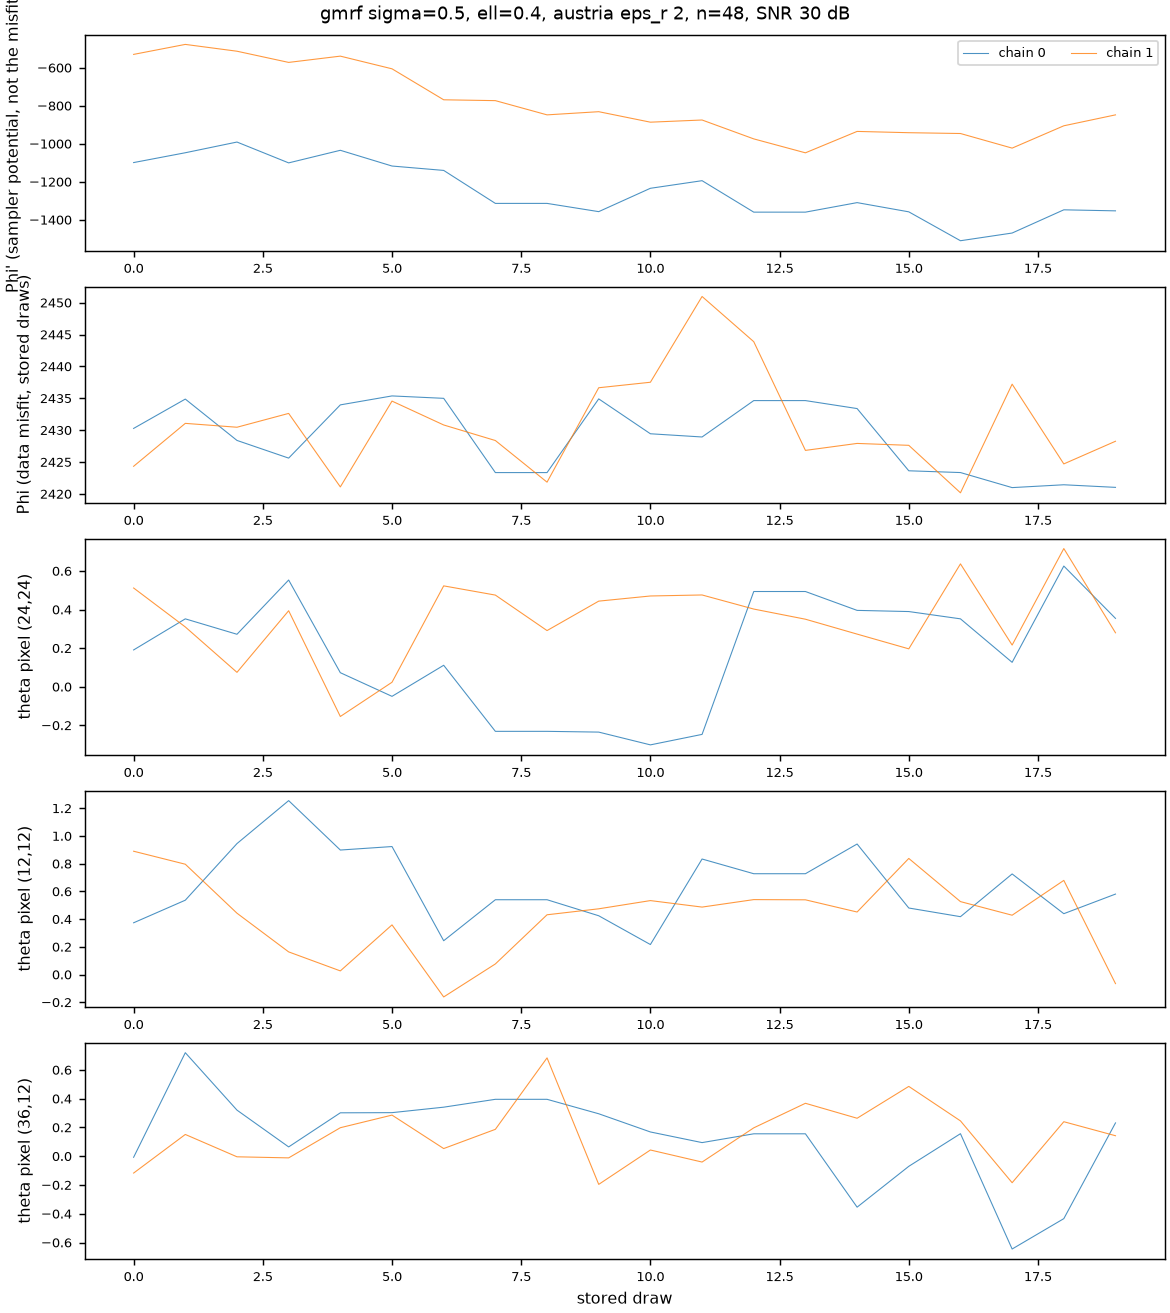 gmrf sigma=0.5, ell=0.4, austria eps_r 2, n=48, SNR 30 dB
Phi' (sampler potential, not the misfit
chain 0 chain 1
−600
−800
−1000
−1200
−1400
0.0 2.5 5.0 7.5 10.0 12.5 15.0 17.5
Phi (data misfit, stored draws)
2450
2445
2440
2435
2430
2425
2420
0.0 2.5 5.0 7.5 10.0 12.5 15.0 17.5
theta pixel (24,24)
0.6
0.4
0.2
0.0
−0.2
0.0 2.5 5.0 7.5 10.0 12.5 15.0 17.5
theta pixel (12,12)
1.2
1.0
0.8
0.6
0.4
0.2
0.0
−0.2
0.0 2.5 5.0 7.5 10.0 12.5 15.0 17.5
theta pixel (36,12)
0.6
0.4
0.2
0.0
−0.2
−0.4
−0.6
0.0 2.5 5.0 7.5 10.0 12.5 15.0 17.5
stored draw